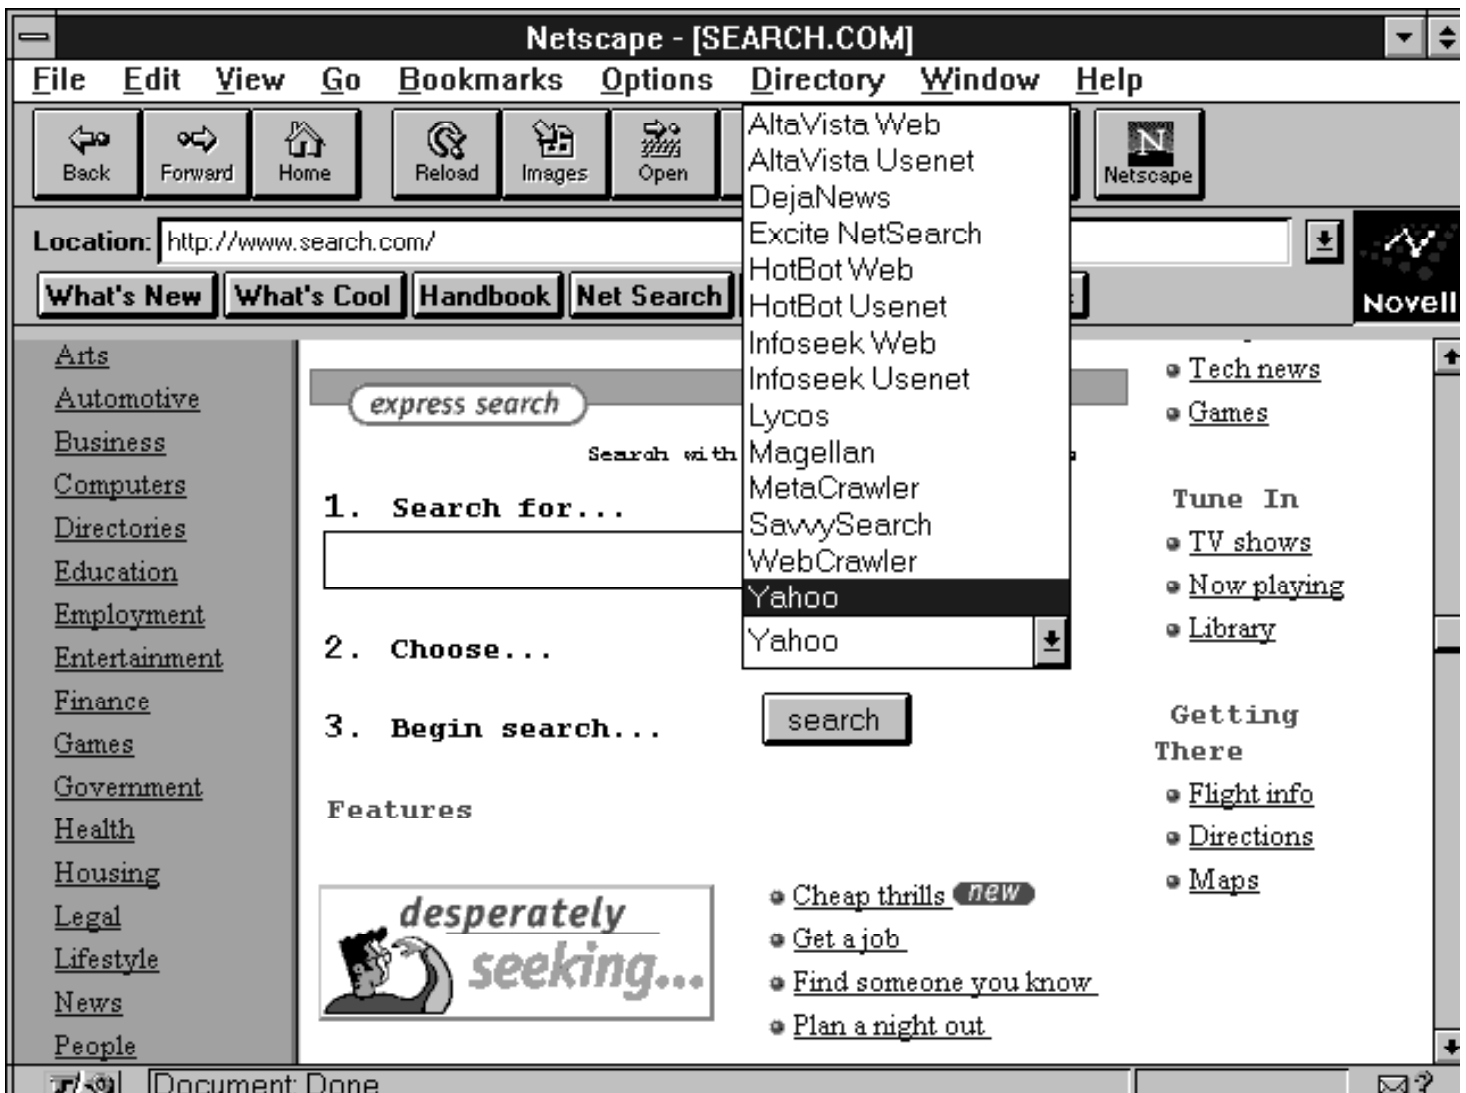 Netscape - [SEARCH.COM]
File Edit View Go Bookmarks Options Directory Window Help
Back Forward Home Reload Images Open Netscape
Location: http://www.search.com/
What's New What's Cool Handbook Net Search
N
Novell
Arts
Automotive
Business
Computers
Directories
Education
Employment
Entertainment
Finance
Games
Government
Health
Housing
Legal
Lifestyle
News
People
express search
Search with
1. Search for...
2. Choose...
3. Begin search...
search
AltaVista Web
AltaVista Usenet
DejaNews
Excite NetSearch
HotBot Web
HotBot Usenet
Infoseek Web
Infoseek Usenet
Lycos
Magellan
MetaCrawler
SavvySearch
WebCrawler
Yahoo
Yahoo
Features
desperately
seeking...
Cheap thrills new
Get a job
Find someone you know
Plan a night out
Tech news
Games
Tune In
TV shows
Now playing
Library
Getting
There
Flight info
Directions
Maps
Document: Done
?